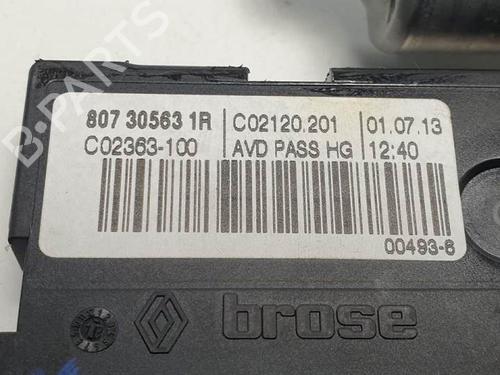 B-PARTS
807 30563 1R C02120.201 01.07.13
C02363-100 AVD PASS HG 12:40
00493-6
brose